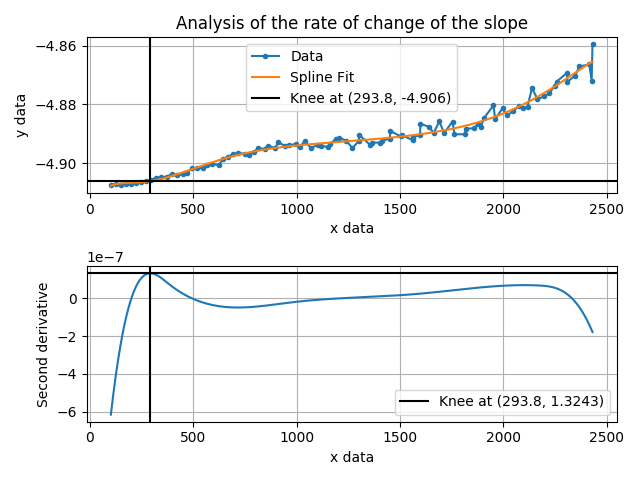 Analysis of the rate of change of the slope
−4.86
−4.88
−4.90
y data
Data
Spline Fit
Knee at (293.8, -4.906)
0 500 1000 1500 2000 2500
x data
1e−7
0
−2
−4
−6
Second derivative
Knee at (293.8, 1.3243)
0 500 1000 1500 2000 2500
x data